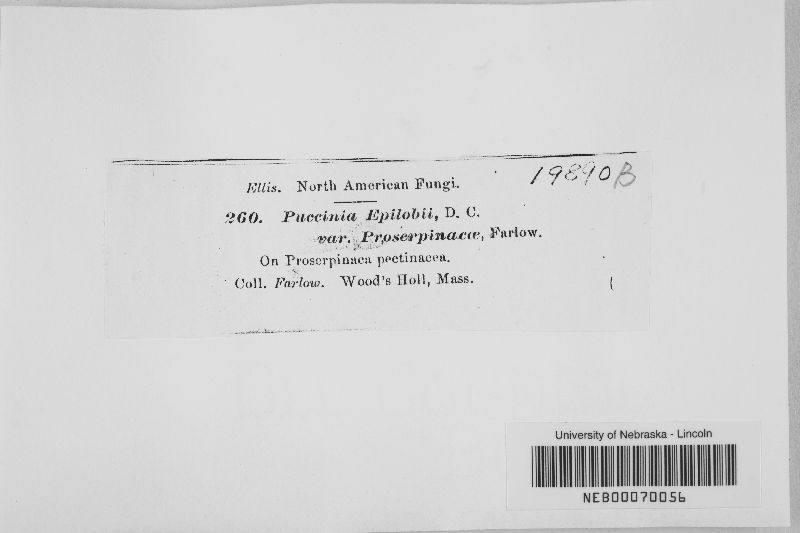 19890B
Ellis. North American Fungi.
260. Puccinia Epilobii, D. C.
var. Proserpinacæ, Farlow.
On Proserpinaca pectinacea.
Coll. Farlow. Wood's Holl, Mass.
University of Nebraska - Lincoln
NEB00070056